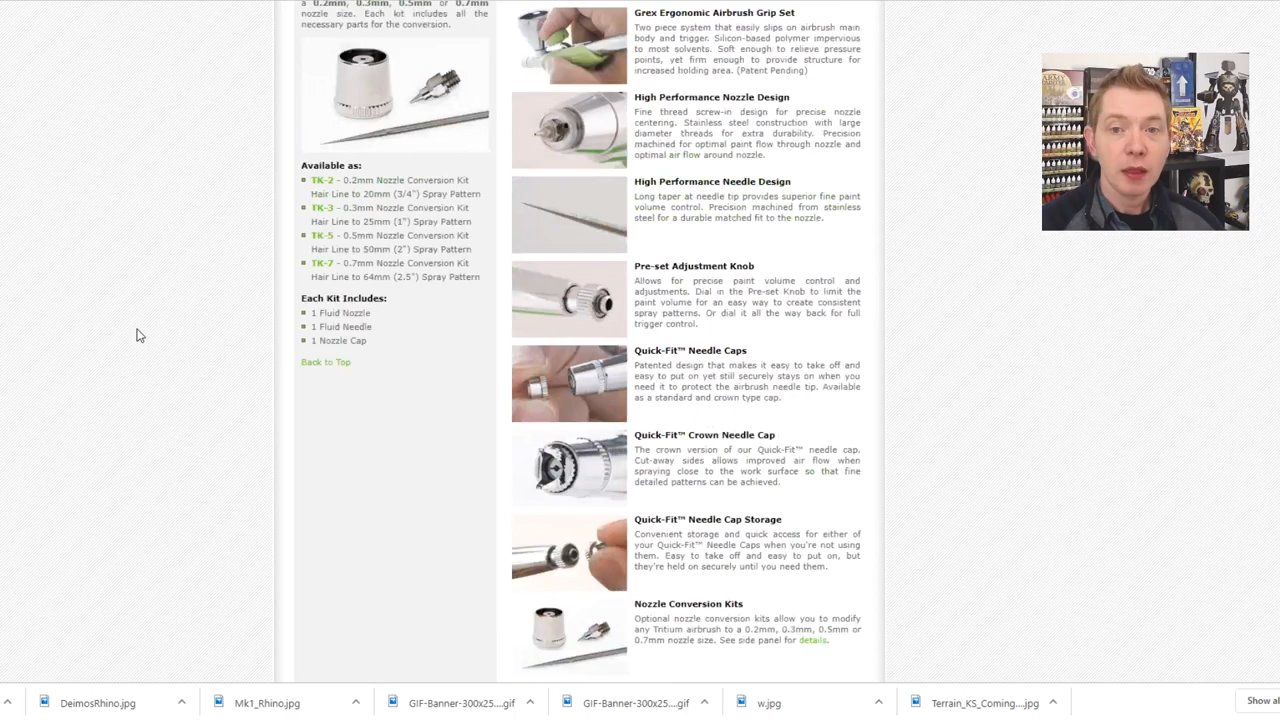 a 0.2mm, 0.3mm, 0.5mm or 0.7mm
nozzle size. Each kit includes all the
necessary parts for the conversion.
Available as:
TK-2 - 0.2mm Nozzle Conversion Kit
Hair Line to 20mm (3/4") Spray Pattern
TK-3 - 0.3mm Nozzle Conversion Kit
Hair Line to 25mm (1") Spray Pattern
TK-5 - 0.5mm Nozzle Conversion Kit
Hair Line to 50mm (2") Spray Pattern
TK-7 - 0.7mm Nozzle Conversion Kit
Hair Line to 64mm (2.5") Spray Pattern
Each Kit Includes:
1 Fluid Nozzle
1 Fluid Needle
1 Nozzle Cap
Back to Top
Grex Ergonomic Airbrush Grip Set
Two piece system that easily slips on airbrush main
body and trigger. Silicon-based polymer impervious
to most solvents. Soft enough to relieve pressure
points, yet firm enough to provide structure for
increased holding area. (Patent Pending)
High Performance Nozzle Design
Fine thread screw-in design for precise nozzle
centering. Stainless steel construction with large
diameter threads for extra durability. Precision
machined for optimal paint flow through nozzle and
optimal air flow around nozzle.
High Performance Needle Design
Long taper at needle tip provides superior fine paint
volume control. Precision machined from stainless
steel for a durable matched fit to the nozzle.
Pre-set Adjustment Knob
Allows for precise paint volume control and
adjustments. Dial in the Pre-set Knob to limit the
paint volume for an easy way to create consistent
spray patterns. Or dial it all the way back for full
trigger control.
Quick-Fit™ Needle Caps
Patented design that makes it easy to take off and
easy to put on yet still securely stays on when you
need it to protect the airbrush needle tip. Available
as a standard and crown type cap.
Quick-Fit™ Crown Needle Cap
The crown version of our Quick-Fit™ needle cap.
Cut-away sides allows improved air flow when
spraying close to the work surface so that fine
detailed patterns can be achieved.
Quick-Fit™ Needle Cap Storage
Convenient storage and quick access for either of
your Quick-Fit™ Needle Caps when you're not using
them. Easy to take off and easy to put on, but
they're held on securely until you need them.
Nozzle Conversion Kits
Optional nozzle conversion kits allow you to modify
any Tritium airbrush to a 0.2mm, 0.3mm, 0.5mm or
0.7mm nozzle size. See side panel for details.
ARMY
PAINTER
DeimosRhino.jpg
Mk1_Rhino.jpg
GIF-Banner-300x25....gif
GIF-Banner-300x25....gif
w.jpg
Terrain_KS_Coming....jpg
Show al